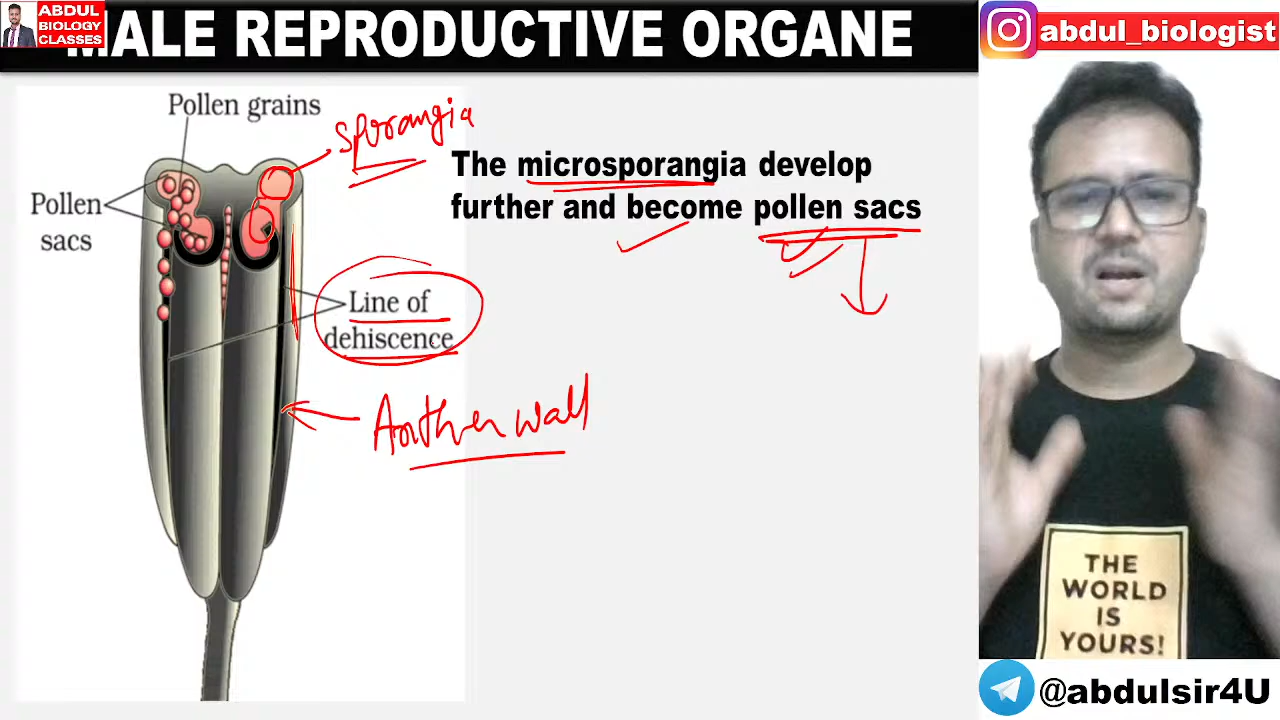 ABDUL
BIOLOGY
CLASSES
MALE REPRODUCTIVE ORGANE
abdul_biologist
Pollen grains
Sporangia
Pollen
sacs
The microsporangia develop
further and become pollen sacs
Line of
dehiscence
Anther wall
THE
WORLD
IS
YOURS!
@abdulsir4U